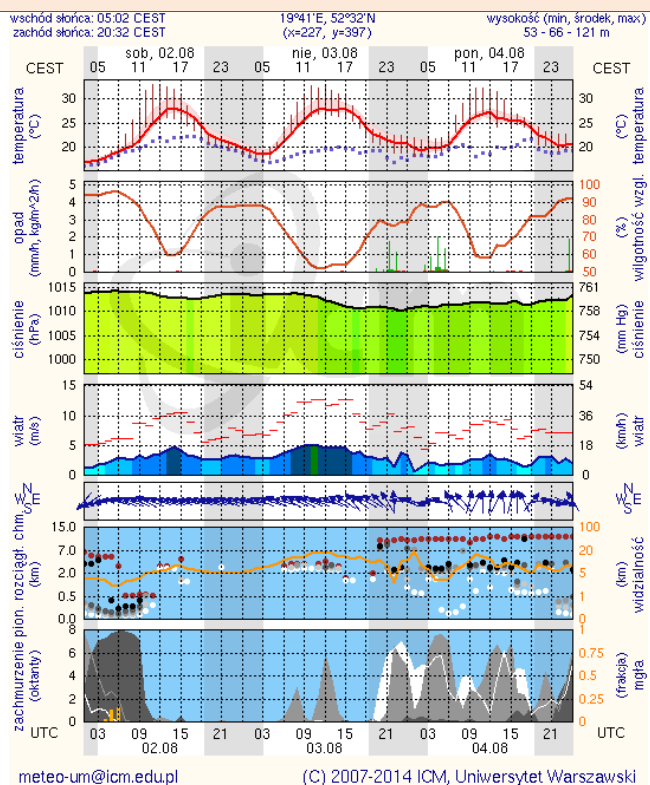 wschód słońca: 05:02 CEST 19°41'E, 52°32'N wysokość (min, środek, max)
zachód słońca: 20:32 CEST (x=227, y=397) 53 - 66 - 121 m
sob, 02.08 nie, 03.08 pon, 04.08
CEST 05 11 17 23 05 11 17 23 05 11 17 23 CEST
temperatura (°C)
30
25
20
30
25
20
(°C) temperatura
opad (mm/h, kg/m^2/h)
5
4
3
2
1
0
100
90
80
70
60
50
(%) wilgotność wzgl.
ciśnienie (hPa)
1015
1010
1005
1000
761
758
754
750
(mm Hg) ciśnienie
wiatr (m/s)
15
10
5
0
54
36
18
0
(km/h) wiatr
N
W E
S
N
W E
S
pion. rozciągł. chm. (km)
15.0
7.0
2.0
0.5
0.0
100
20
5
1
0
(km) widzialność
zachmurzenie (oktanty)
8
6
4
2
0
1
0.75
0.5
0.25
0
(frakcja) mgła
UTC 03 09 15 21 03 09 15 21 03 09 15 21 UTC
02.08 03.08 04.08
meteo-um@icm.edu.pl (C) 2007-2014 ICM, Uniwersytet Warszawski